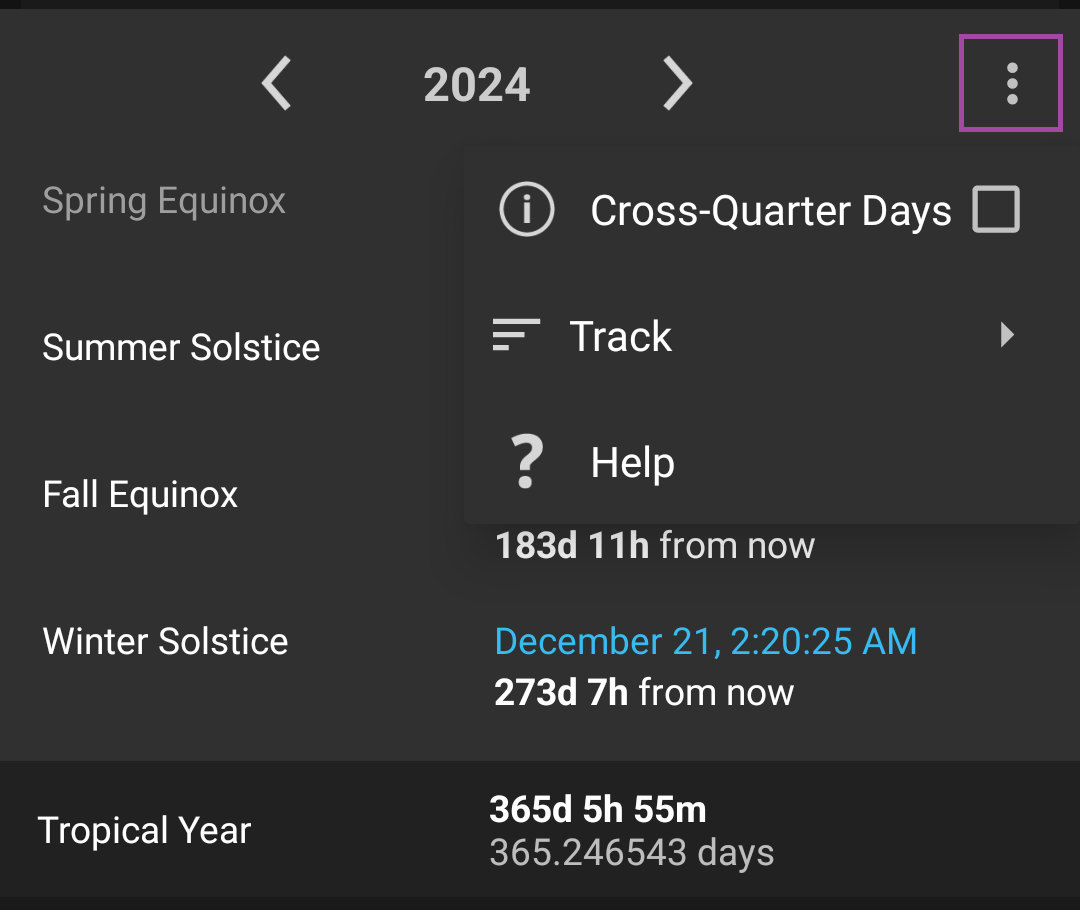 2024
Spring Equinox
Cross-Quarter Days
Summer Solstice
Track
Fall Equinox
Help
183d 11h from now
Winter Solstice
December 21, 2:20:25 AM
273d 7h from now
Tropical Year
365d 5h 55m
365.246543 days